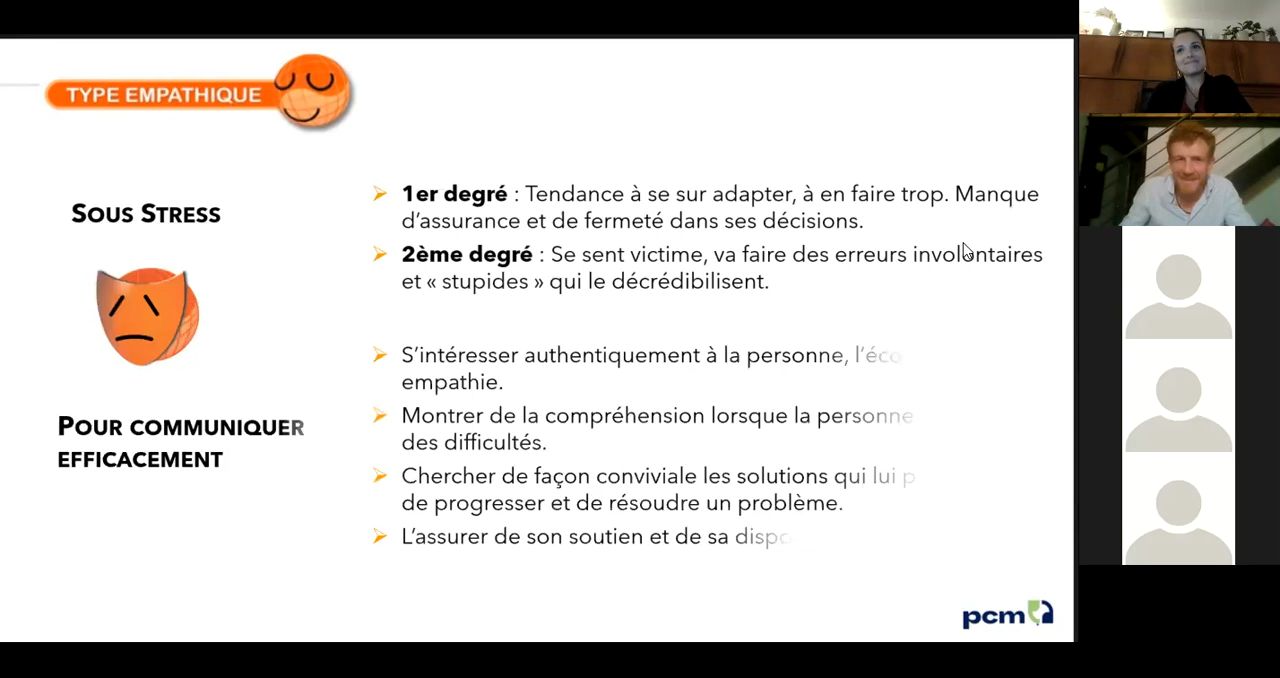 TYPE EMPATHIQUE
SOUS STRESS
1er degré : Tendance à se sur adapter, à en faire trop. Manque
d’assurance et de fermeté dans ses décisions.
2ème degré : Se sent victime, va faire des erreurs involontaires
et « stupides » qui le décrédibilisent.
POUR COMMUNIQUER
EFFICACEMENT
S’intéresser authentiquement à la personne,
empathie.
Montrer de la compréhension lorsque la personne
des difficultés.
Chercher de façon conviviale les solutions qui lui
de progresser et de résoudre un problème.
L’assurer de son soutien et de sa
pcm